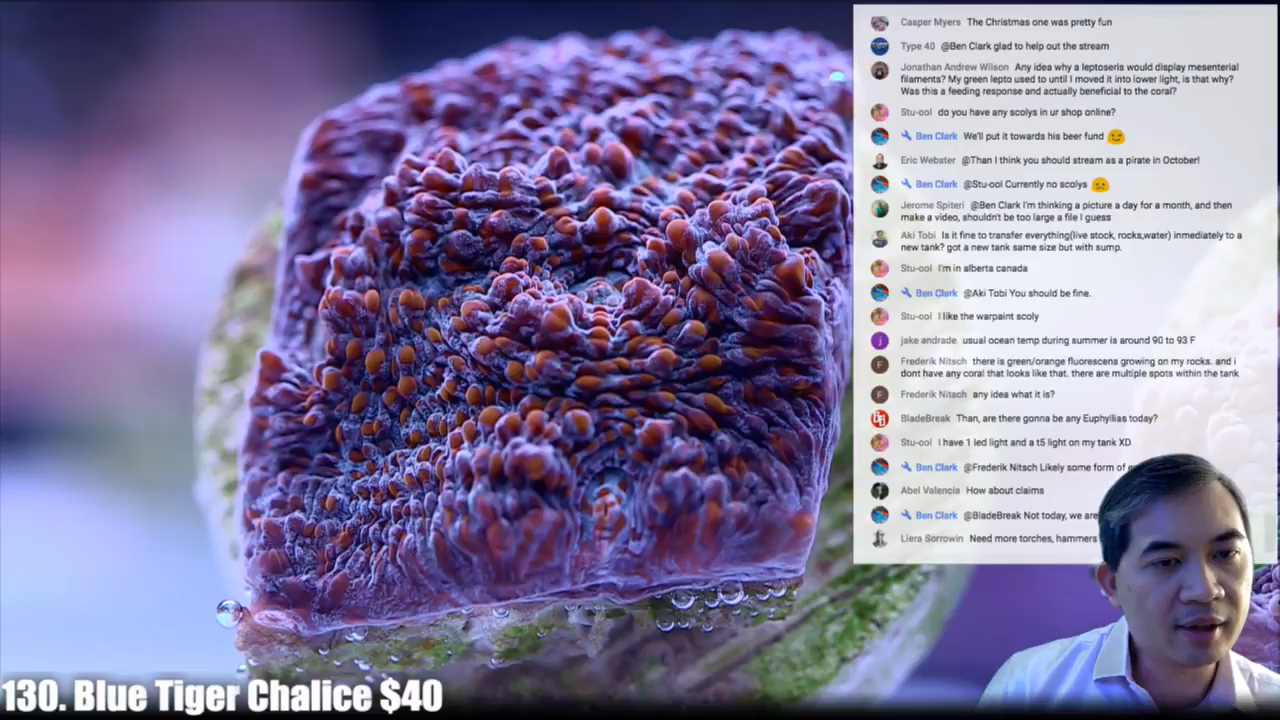 Casper Myers The Christmas one was pretty fun
Type 40 @Ben Clark glad to help out the stream
Jonathan Andrew Wilson Any idea why a leptoseris would display mesenterial
filaments? My green lepto used to until I moved it into lower light, is that why?
Was this a feeding response and actually beneficial to the coral?
Stu-ool do you have any scolys in ur shop online?
Ben Clark We'll put it towards his beer fund
Eric Webster @Than I think you should stream as a pirate in October!
Ben Clark @Stu-ool Currently no scolys
Jerome Spiteri @Ben Clark I'm thinking a picture a day for a month, and then
make a video, shouldn't be too large a file I guess
Aki Tobi Is it fine to transfer everything(live stock, rocks,water) inmediately to a
new tank? got a new tank same size but with sump.
Stu-ool I'm in alberta canada
Ben Clark @Aki Tobi You should be fine.
Stu-ool I like the warpaint scoly
j jake andrade usual ocean temp during summer is around 90 to 93 F
F Frederik Nitsch there is green/orange fluorescens growing on my rocks. and i
dont have any coral that looks like that. there are multiple spots within the tank
F Frederik Nitsch any idea what it is?
BladeBreak Than, are there gonna be any Euphyllias today?
Stu-ool I have 1 led light and a t5 light on my tank XD
Ben Clark @Frederik Nitsch Likely some form of
Abel Valencia How about claims
Ben Clark @BladeBreak Not today, we are
Liera Sorrowin Need more torches, hammers
130. Blue Tiger Chalice $40